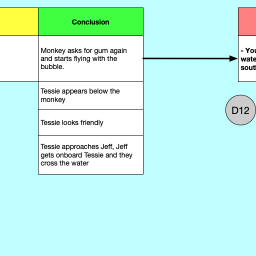 Conclusion
Monkey asks for gum again
and starts flying with the
bubble.
- You
wate
sout
Tessie appears below the
monkey
D12
Tessie looks friendly
Tessie approaches Jeff, Jeff
gets onboard Tessie and they
cross the water